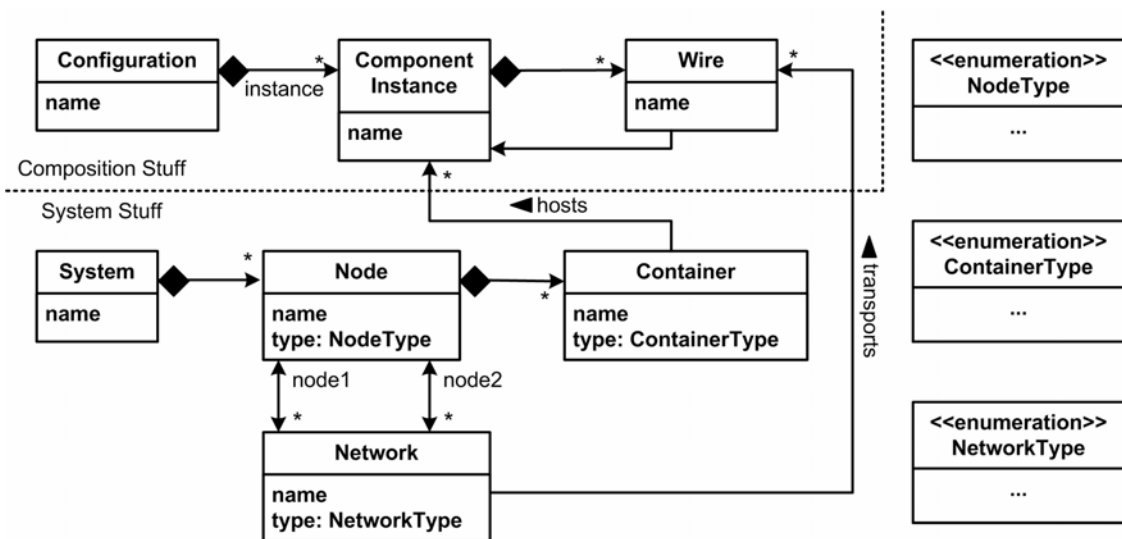 Configuration
name
instance
*
Component
Instance
name
*
Wire
name
*
<<enumeration>>
NodeType
...
Composition Stuff
*
System Stuff
hosts
System
name
*
Node
name
type: NodeType
*
Container
name
type: ContainerType
transports
<<enumeration>>
ContainerType
...
node1
node2
*
*
Network
name
type: NetworkType
<<enumeration>>
NetworkType
...